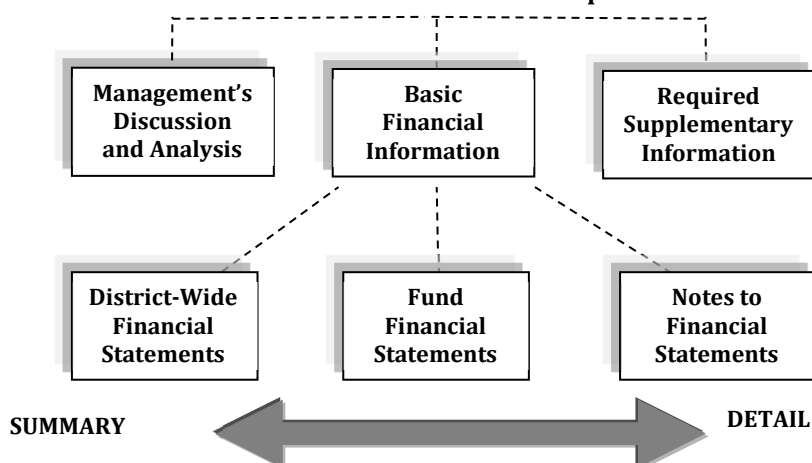 Management's
Discussion
and Analysis
Basic
Financial
Information
Required
Supplementary
Information
District-Wide
Financial
Statements
Fund
Financial
Statements
Notes to
Financial
Statements
SUMMARY
DETAIL